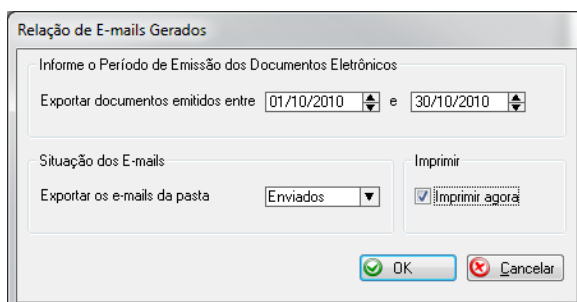 Relação de E-mails Gerados
Informe o Período de Emissão dos Documentos Eletrônicos
Exportar documentos emitidos entre 01/10/2010 e 30/10/2010
Situação dos E-mails Imprimir
Exportar os e-mails da pasta Enviados Imprimir agora
OK Cancelar